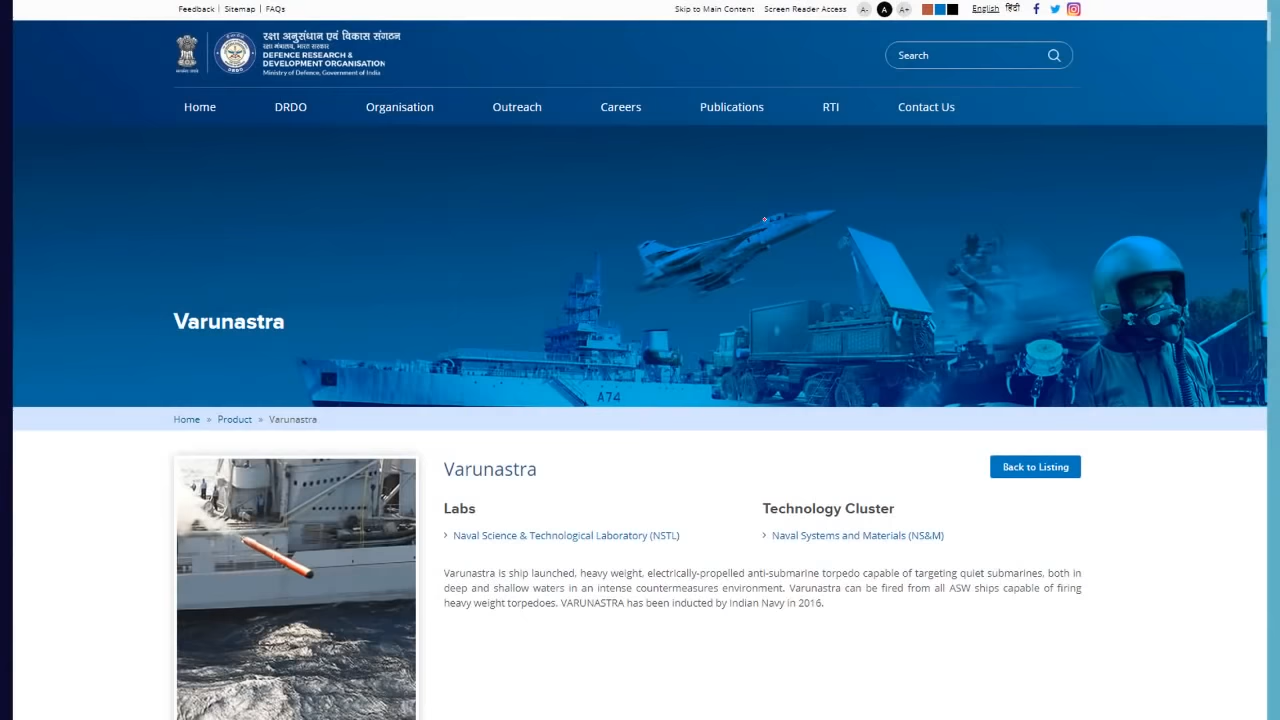 Feedback | Sitemap | FAQs
Skip to Main Content Screen Reader Access A- A A+ English हिंदी
रक्षा अनुसंधान एवं विकास संगठन
रक्षा मंत्रालय, भारत सरकार
DEFENCE RESEARCH &
DEVELOPMENT ORGANISATION
Ministry of Defence, Government of India
DRDO
Search
Home DRDO Organisation Outreach Careers Publications RTI Contact Us
Varunastra
A74
Home » Product » Varunastra
Varunastra
Back to Listing
Labs
Technology Cluster
› Naval Science & Technological Laboratory (NSTL)
› Naval Systems and Materials (NS&M)
Varunastra is ship launched, heavy weight, electrically-propelled anti-submarine torpedo capable of targeting quiet submarines, both in
deep and shallow waters in an intense countermeasures environment. Varunastra can be fired from all ASW ships capable of firing
heavy weight torpedoes. VARUNASTRA has been inducted by Indian Navy in 2016.